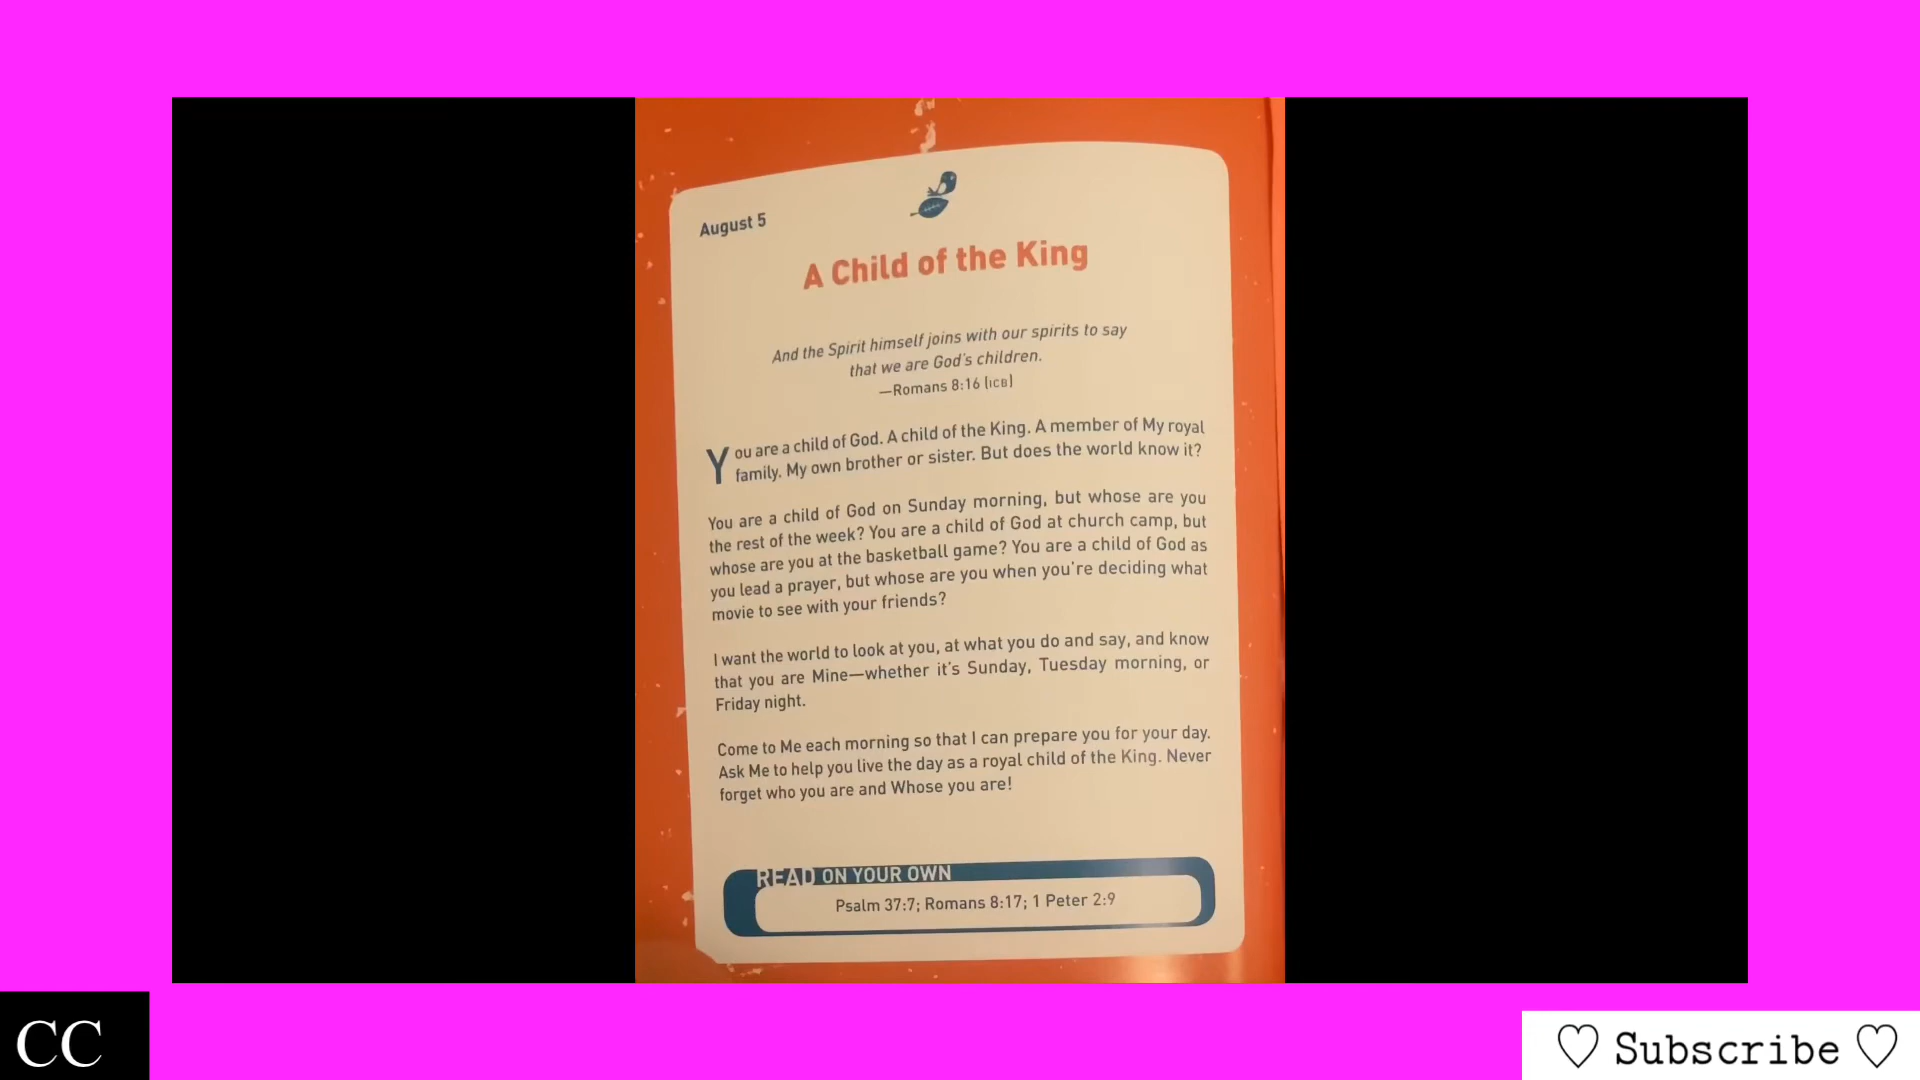 August 5
A Child of the King
And the Spirit himself joins with our spirits to say
that we are God's children.
—Romans 8:16 (ICB)
You are a child of God. A child of the King. A member of My royal
family. My own brother or sister. But does the world know it?
You are a child of God on Sunday morning, but whose are you
the rest of the week? You are a child of God at church camp, but
whose are you at the basketball game? You are a child of God as
you lead a prayer, but whose are you when you're deciding what
movie to see with your friends?
I want the world to look at you, at what you do and say, and know
that you are Mine—whether it's Sunday, Tuesday morning, or
Friday night.
Come to Me each morning so that I can prepare you for your day.
Ask Me to help you live the day as a royal child of the King. Never
forget who you are and Whose you are!
READ ON YOUR OWN
Psalm 37:7; Romans 8:17; 1 Peter 2:9
CC
♡ Subscribe ♡